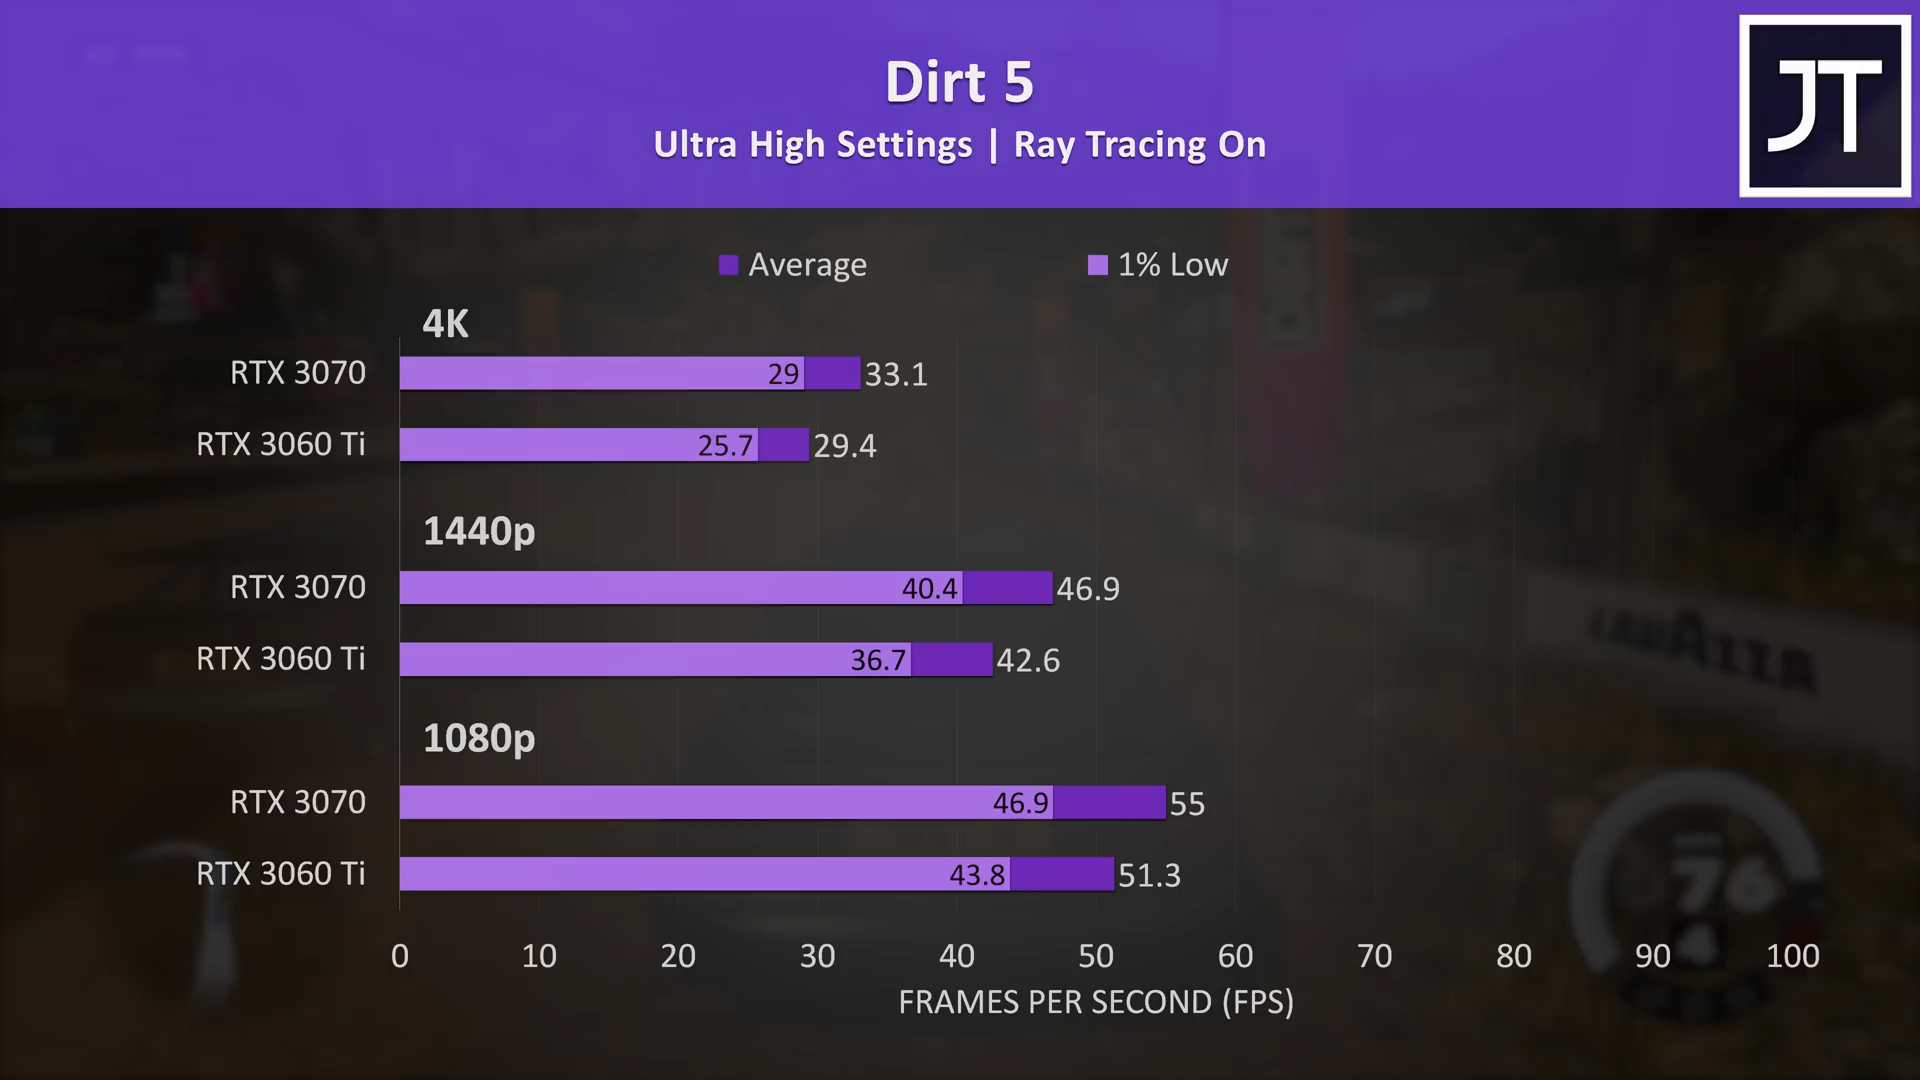 Dirt 5
Ultra High Settings | Ray Tracing On
JT
Average
1% Low
4K
RTX 3070
29
33.1
RTX 3060 Ti
25.7
29.4
1440p
RTX 3070
40.4
46.9
RTX 3060 Ti
36.7
42.6
1080p
RTX 3070
46.9
55
RTX 3060 Ti
43.8
51.3
0 10 20 30 40 50 60 70 80 90 100
FRAMES PER SECOND (FPS)
LAVAZZA
76
4